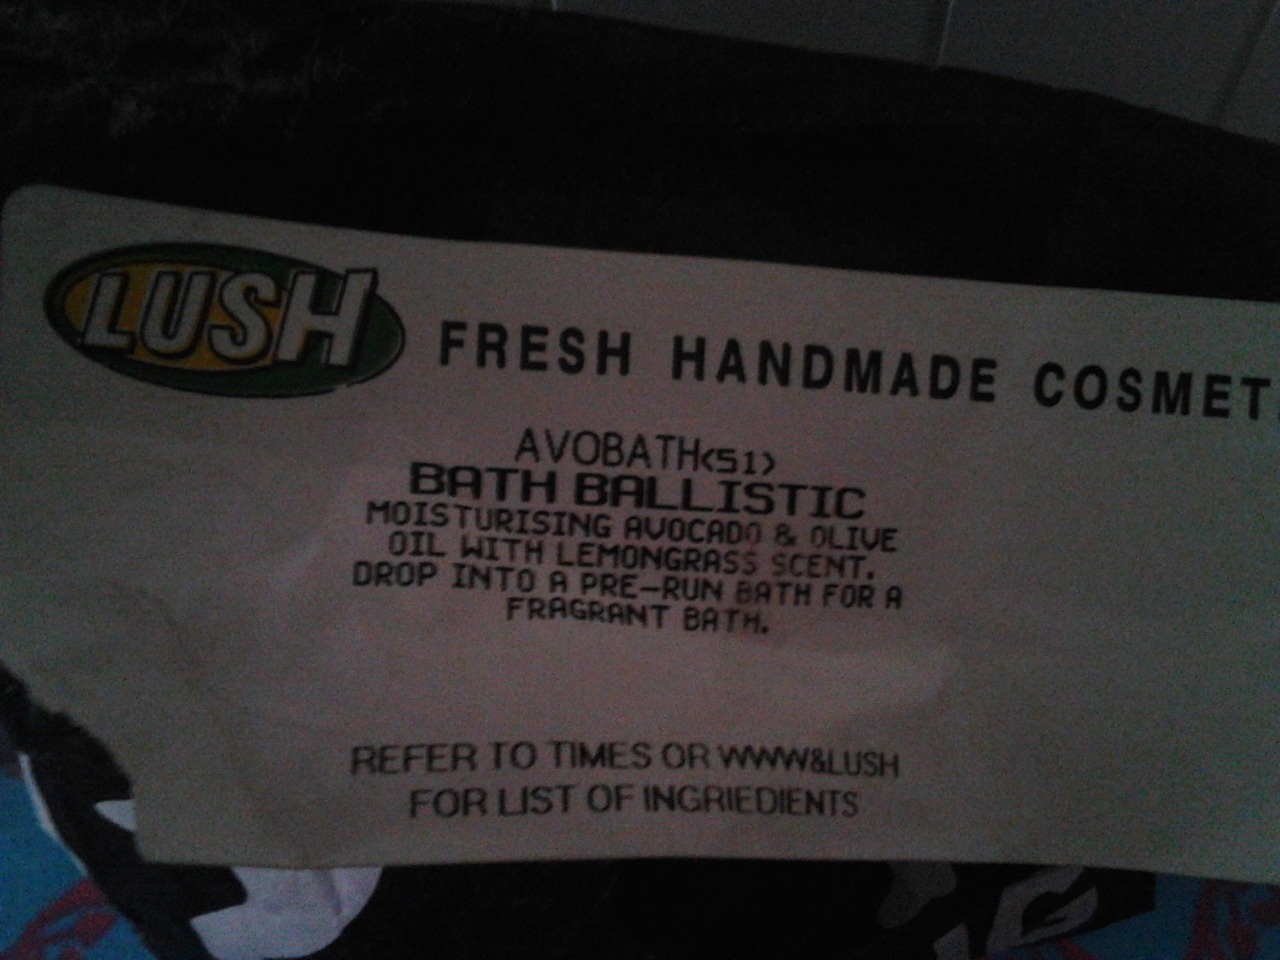 LUSH
FRESH HANDMADE COSMET
AVOBATH<51>
BATH BALLISTIC
MOISTURISING AVOCADO & OLIVE
OIL WITH LEMONGRASS SCENT.
DROP INTO A PRE-RUN BATH FOR A
FRAGRANT BATH.
REFER TO TIMES OR WWW&LUSH
FOR LIST OF INGRIEDIENTS